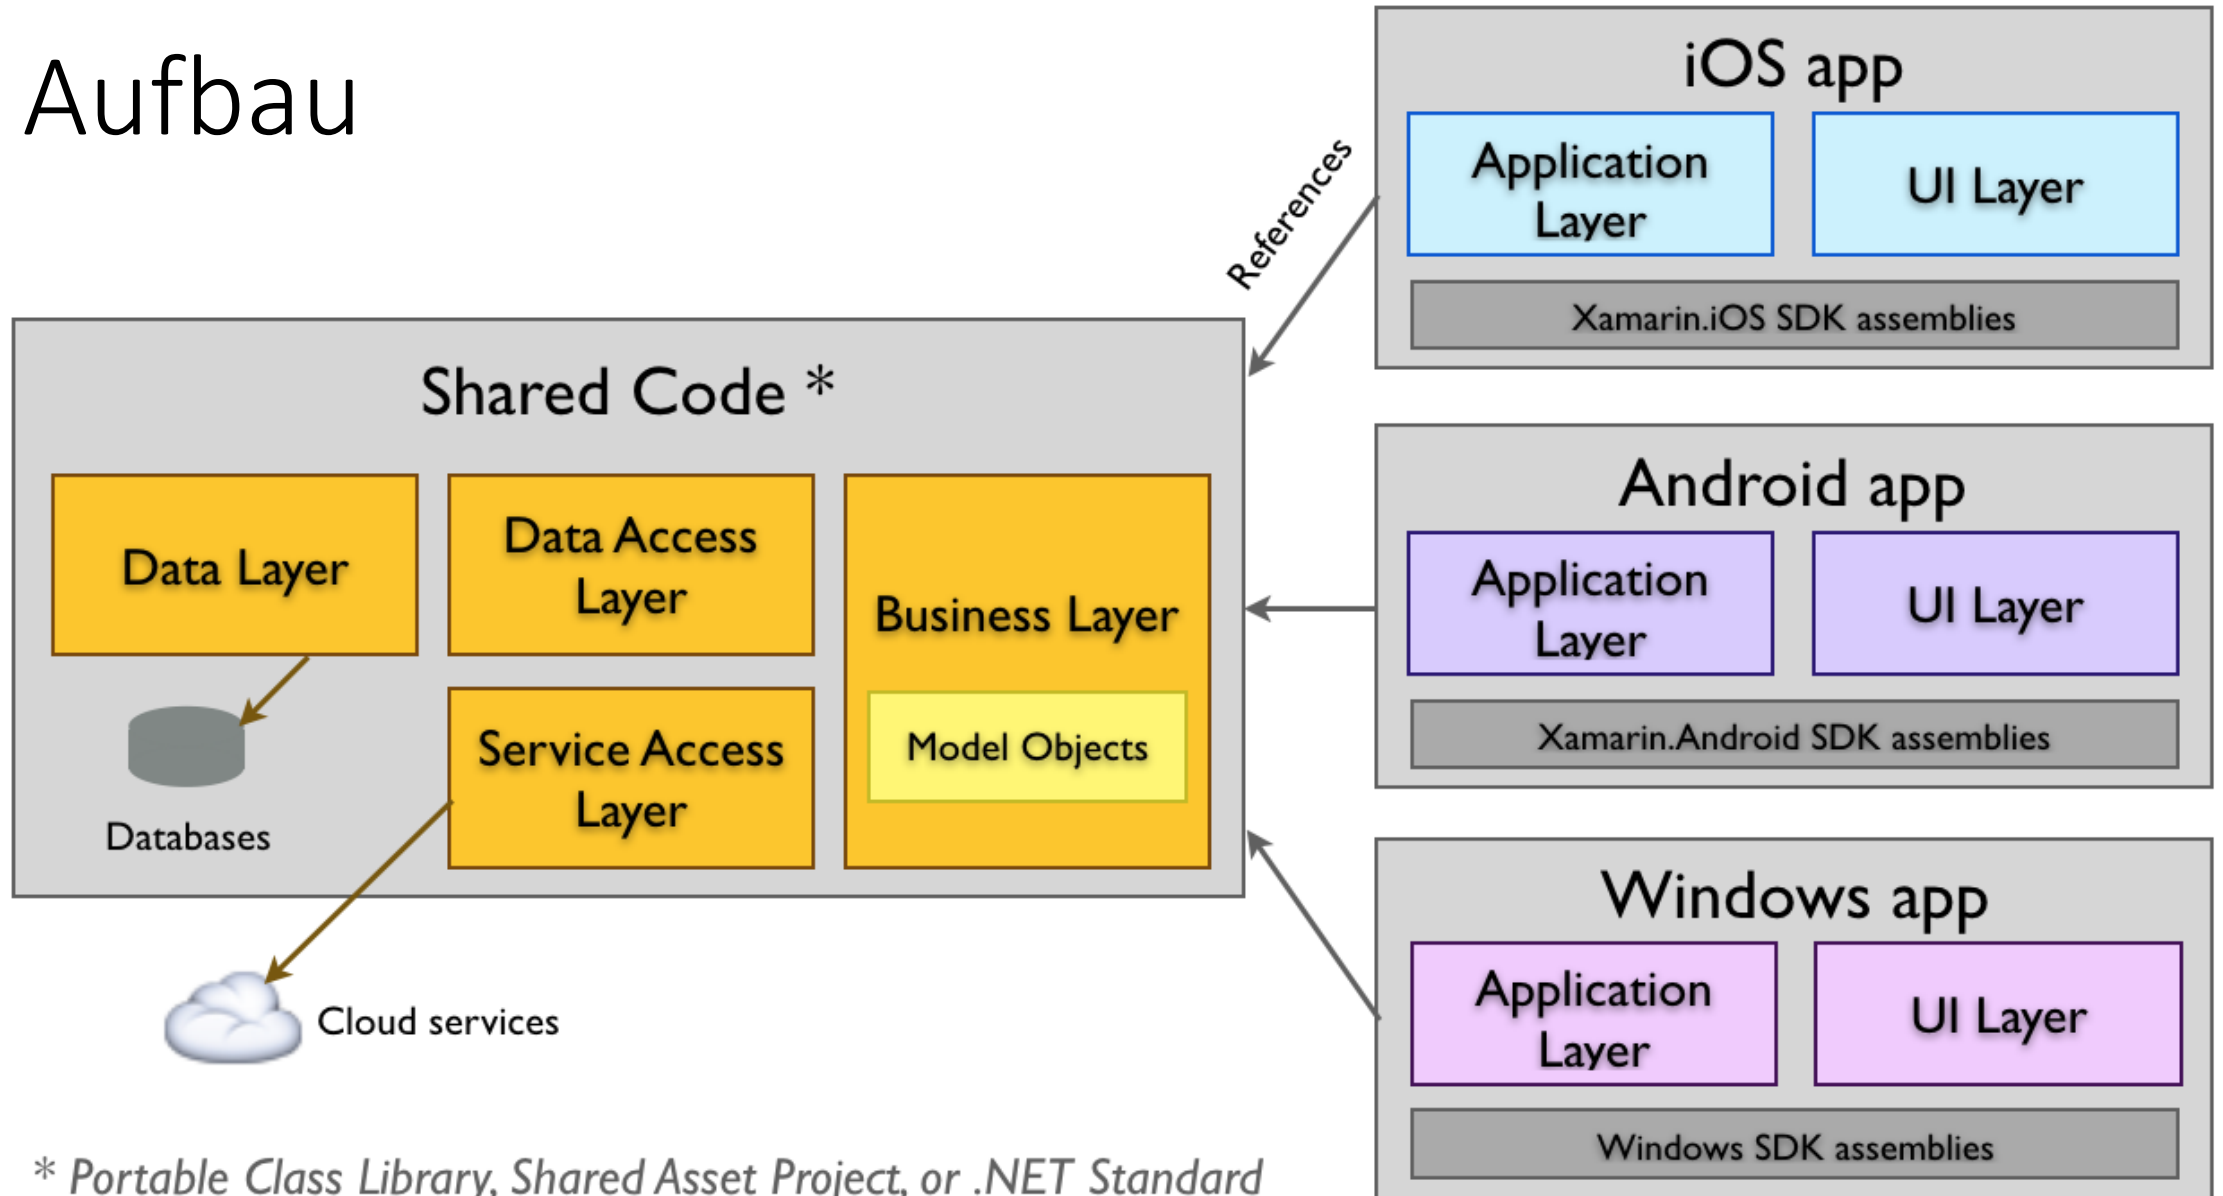 Aufbau
Shared Code *
Data Layer
Data Access
Layer
Service Access
Layer
Business Layer
Model Objects
Databases
Cloud services
* Portable Class Library, Shared Asset Project, or .NET Standard
References
iOS app
Application
Layer
UI Layer
Xamarin.iOS SDK assemblies
Android app
Application
Layer
UI Layer
Xamarin.Android SDK assemblies
Windows app
Application
Layer
UI Layer
Windows SDK assemblies